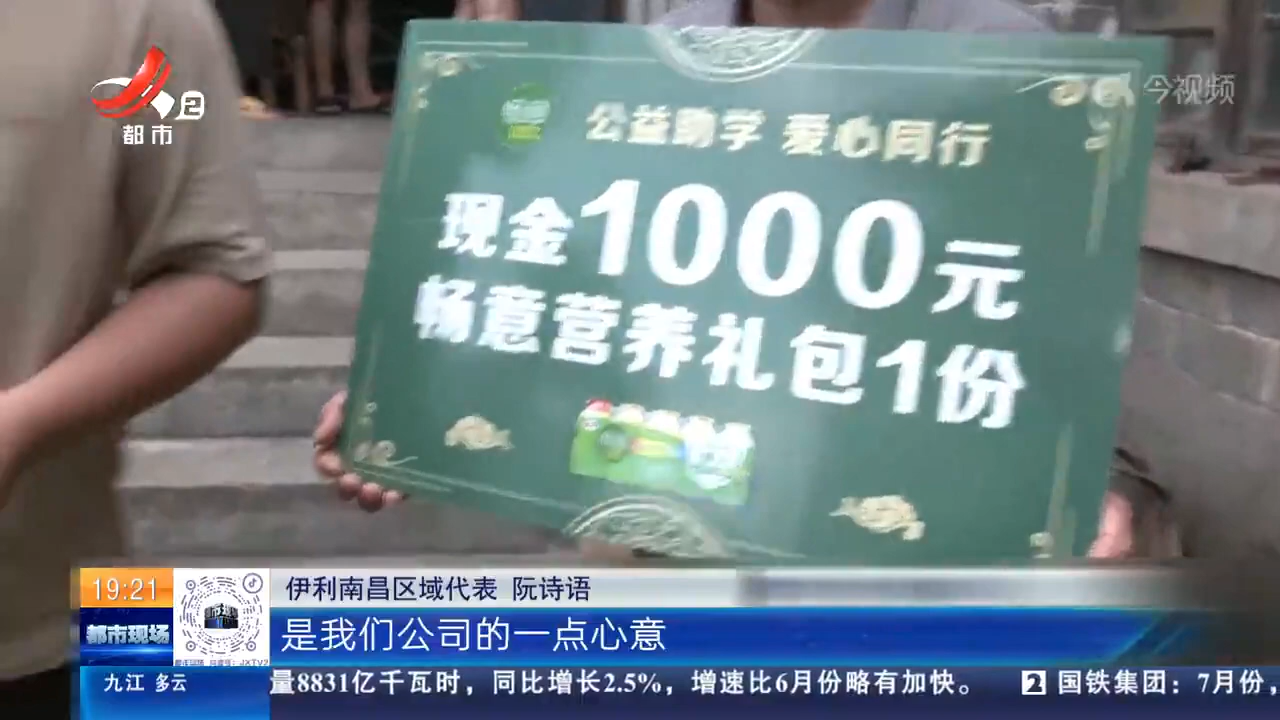 2
都市
今视频
公益助学 爱心同行
现金1000元
畅意营养礼包1份
19:21
伊利南昌区域代表 阮诗语
都市现场
是我们公司的一点心意
九江 多云
量8831亿千瓦时，同比增长2.5%，增速比6月份略有加快。 2 国铁集团：7月份，